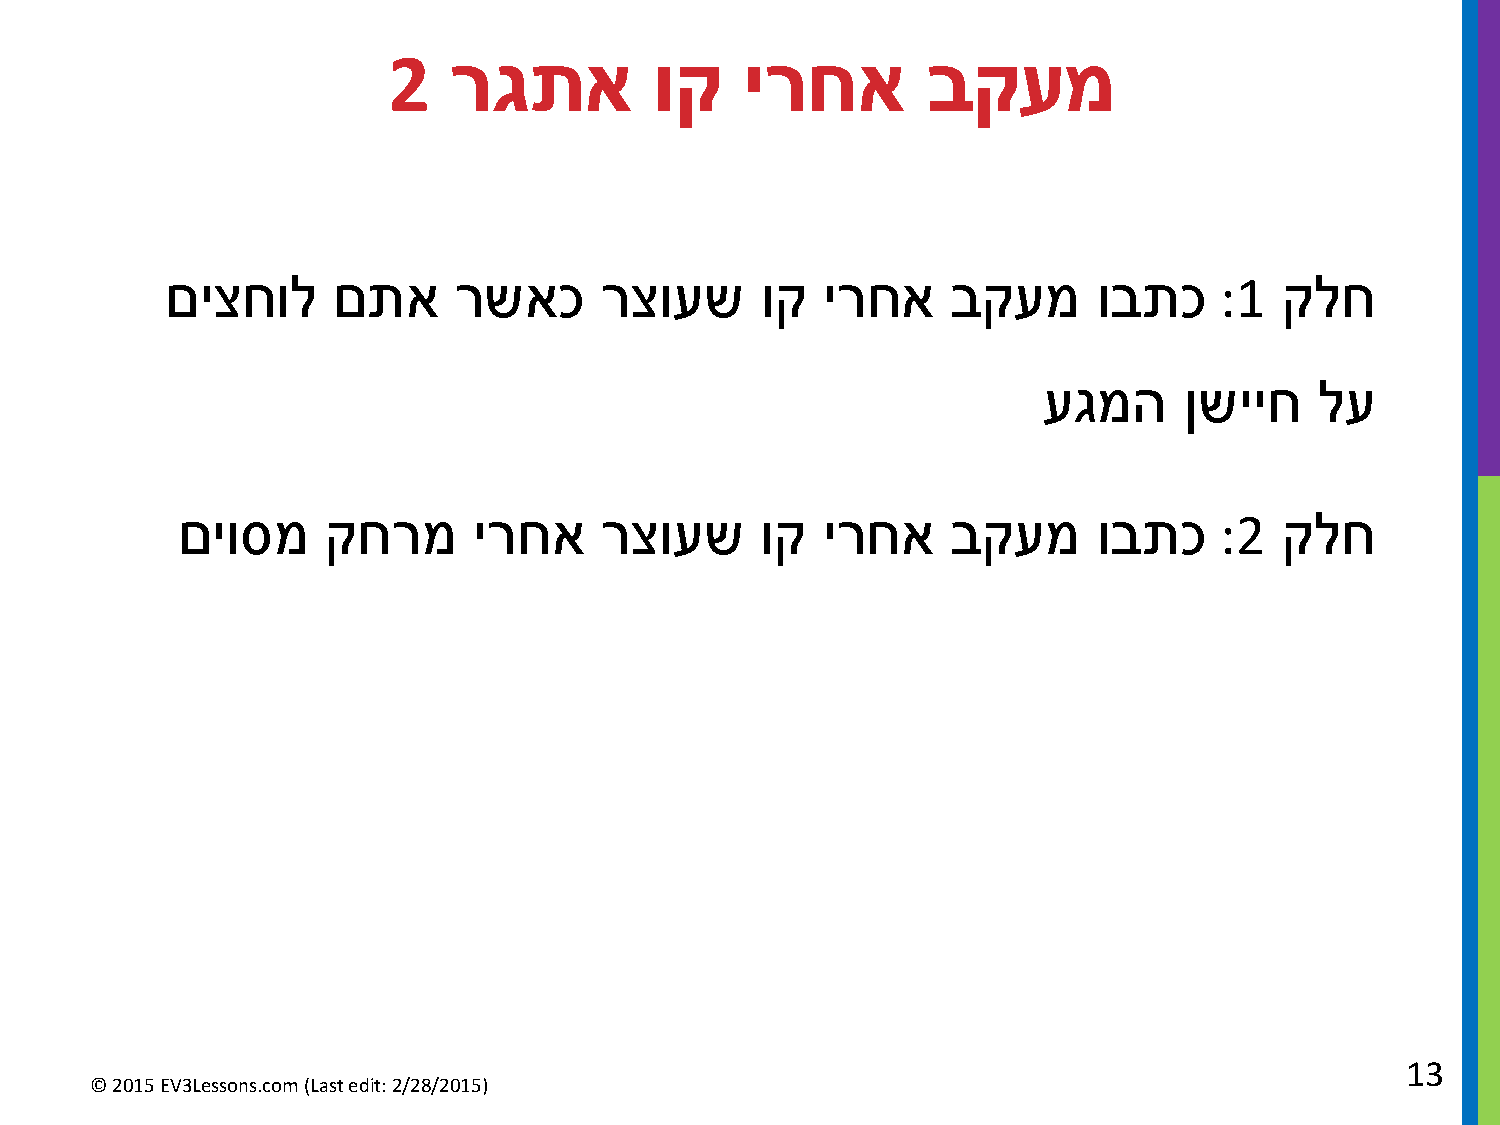 מעקב אחרי קו אתגר 2
חלק 1: כתבו מעקב אחרי קו שעוצר כאשר אתם לוחצים
על חיישן המגע
חלק 2: כתבו מעקב אחרי קו שעוצר אחרי מרחק מסוים
© 2015 EV3Lessons.com (Last edit: 2/28/2015)
13